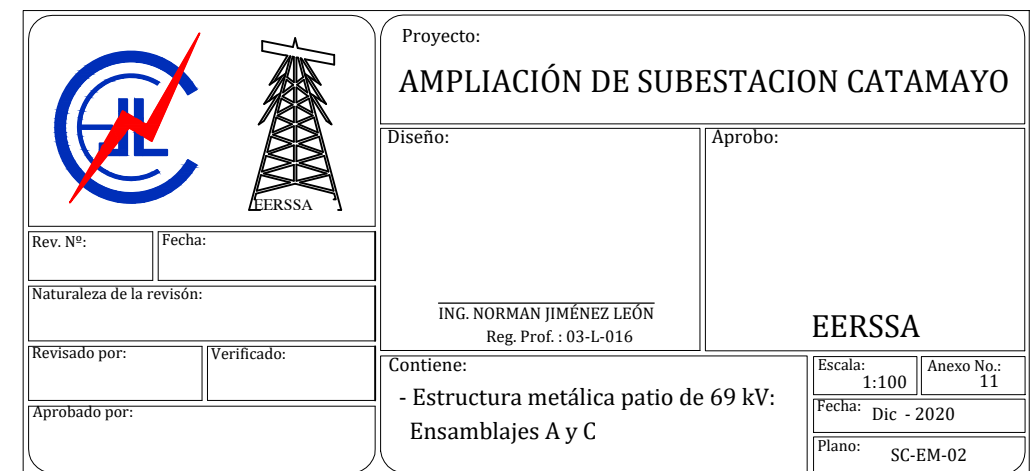 EERSSA
Rev. Nº:
Fecha:
Naturaleza de la revisón:
Revisado por:
Verificado:
Aprobado por:
Proyecto:
AMPLIACIÓN DE SUBESTACION CATAMAYO
Diseño:
ING. NORMAN JIMÉNEZ LEÓN
Reg. Prof. : 03-L-016
Aprobo:
EERSSA
Contiene:
- Estructura metálica patio de 69 kV:
Ensamblajes A y C
Escala:
1:100
Anexo No.:
11
Fecha: Dic - 2020
Plano: SC-EM-02